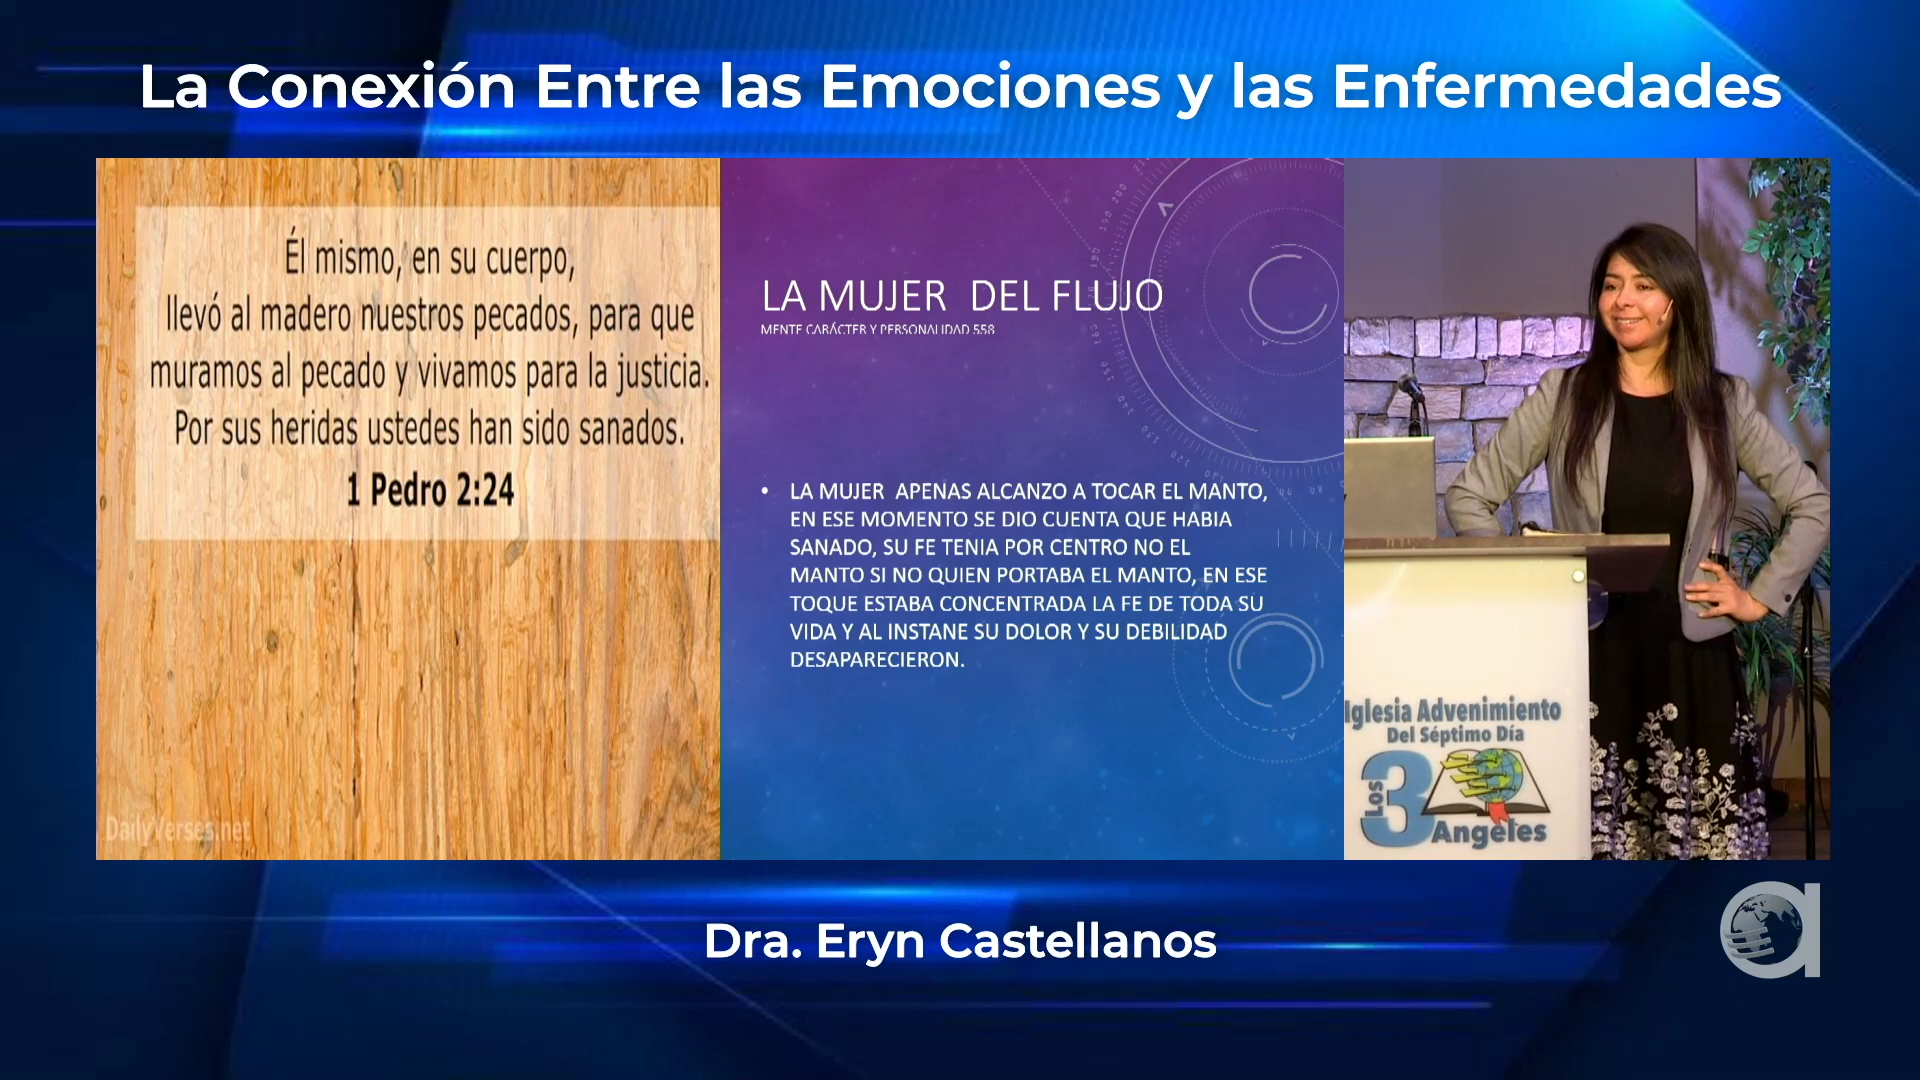 La Conexión Entre las Emociones y las Enfermedades
Él mismo, en su cuerpo,
llevó al madero nuestros pecados, para que
muramos al pecado y vivamos para la justicia.
Por sus heridas ustedes han sido sanados.
1 Pedro 2:24
DailyVerses.net
LA MUJER DEL FLUJO
MENTE CARÁCTER Y PERSONALIDAD 558
• LA MUJER APENAS ALCANZO A TOCAR EL MANTO,
EN ESE MOMENTO SE DIO CUENTA QUE HABIA
SANADO, SU FE TENIA POR CENTRO NO EL
MANTO SI NO QUIEN PORTABA EL MANTO, EN ESE
TOQUE ESTABA CONCENTRADA LA FE DE TODA SU
VIDA Y AL INSTANE SU DOLOR Y SU DEBILIDAD
DESAPARECIERON.
Iglesia Advenimiento
Del Séptimo Día
Los 3
Angeles
Dra. Eryn Castellanos